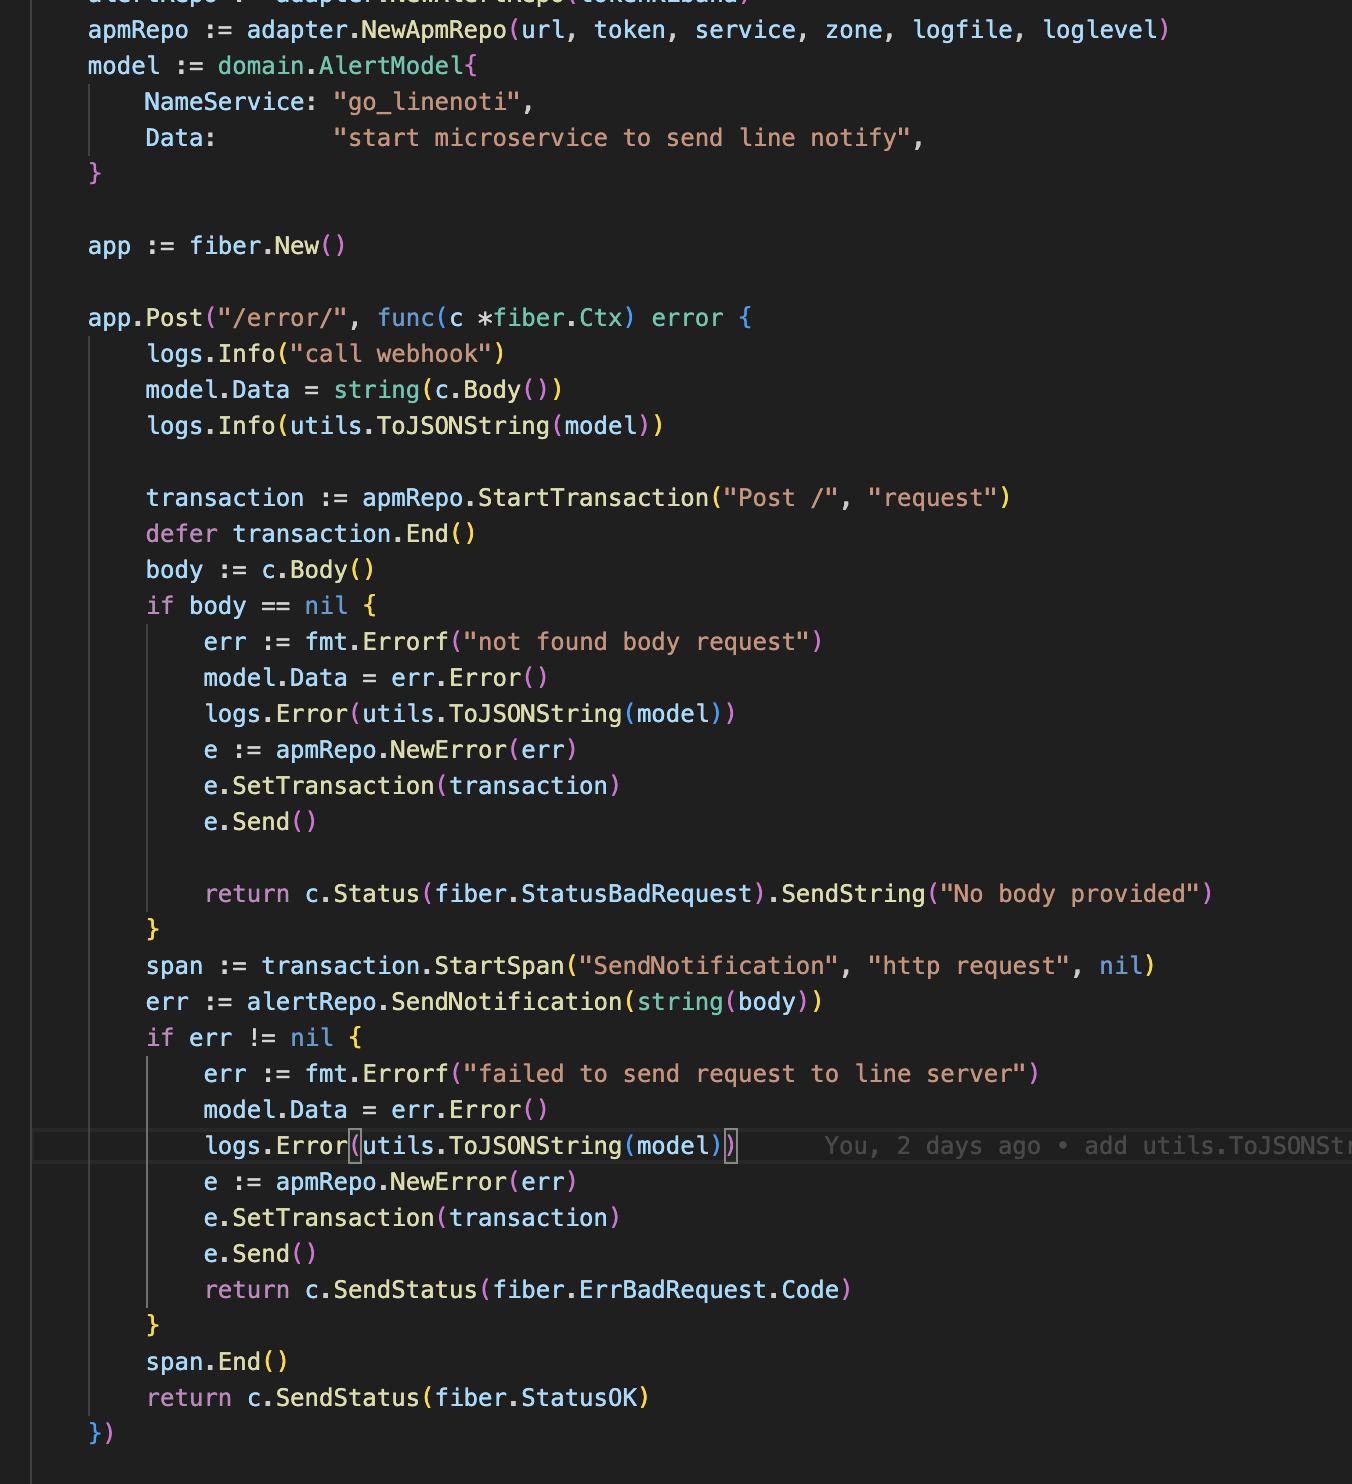 alertRepo := adapter.NewAlertRepo(tokenKibana)
apmRepo := adapter.NewApmRepo(url, token, service, zone, logfile, loglevel)
model := domain.AlertModel{
    NameService: "go_linenoti",
    Data:        "start microservice to send line notify",
}
app := fiber.New()
app.Post("/error/", func(c *fiber.Ctx) error {
    logs.Info("call webhook")
    model.Data = string(c.Body())
    logs.Info(utils.ToJSONString(model))
    transaction := apmRepo.StartTransaction("Post /", "request")
    defer transaction.End()
    body := c.Body()
    if body == nil {
        err := fmt.Errorf("not found body request")
        model.Data = err.Error()
        logs.Error(utils.ToJSONString(model))
        e := apmRepo.NewError(err)
        e.SetTransaction(transaction)
        e.Send()
        return c.Status(fiber.StatusBadRequest).SendString("No body provided")
    }
    span := transaction.StartSpan("SendNotification", "http request", nil)
    err := alertRepo.SendNotification(string(body))
    if err != nil {
        err := fmt.Errorf("failed to send request to line server")
        model.Data = err.Error()
        logs.Error(utils.ToJSONString(model))      You, 2 days ago • add utils.ToJSONStr
        e := apmRepo.NewError(err)
        e.SetTransaction(transaction)
        e.Send()
        return c.SendStatus(fiber.ErrBadRequest.Code)
    }
    span.End()
    return c.SendStatus(fiber.StatusOK)
})